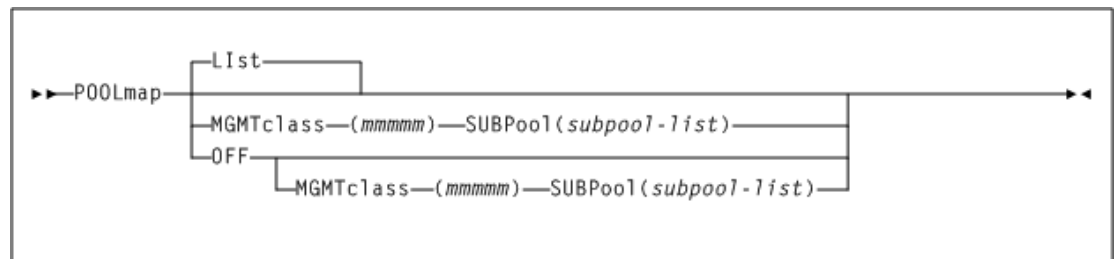 LIst
POOLmap
MGMTclass (mmmmm) SUBPool(subpool-list)
OFF
MGMTclass (mmmmm) SUBPool(subpool-list)